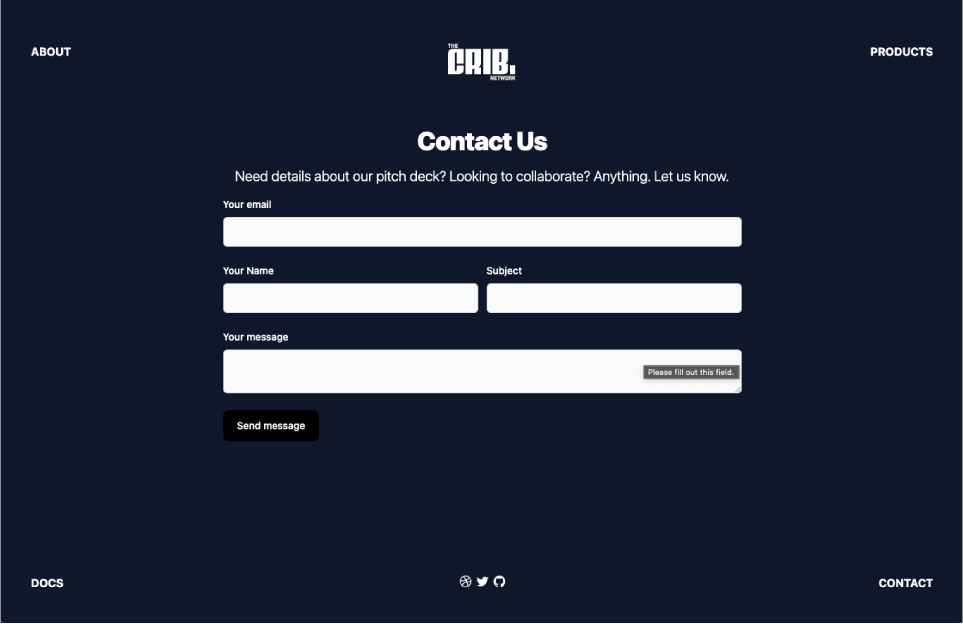 ABOUT
THE
CRIB.
NETWORK
PRODUCTS
Contact Us
Need details about our pitch deck? Looking to collaborate? Anything. Let us know.
Your email
Your Name
Subject
Your message
Please fill out this field.
Send message
DOCS
CONTACT